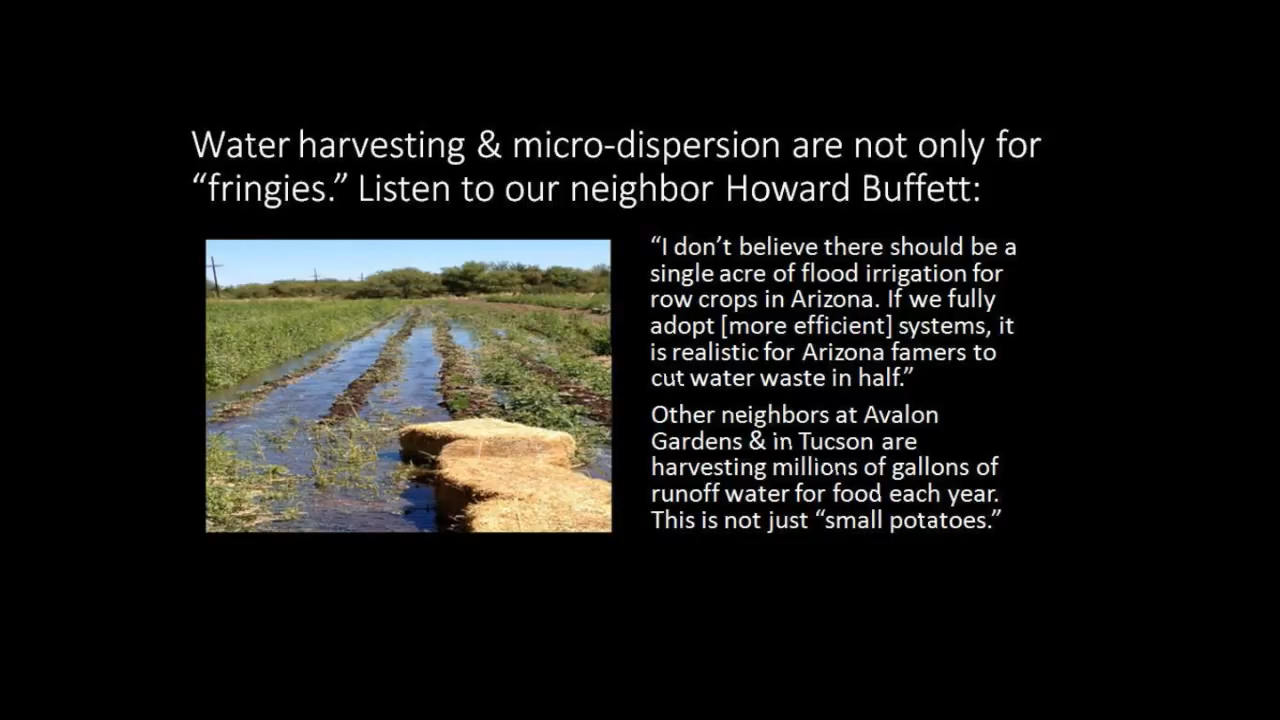 Water harvesting & micro-dispersion are not only for
“fringies.” Listen to our neighbor Howard Buffett:
“I don’t believe there should be a
single acre of flood irrigation for
row crops in Arizona. If we fully
adopt [more efficient] systems, it
is realistic for Arizona famers to
cut water waste in half.”
Other neighbors at Avalon
Gardens & in Tucson are
harvesting millions of gallons of
runoff water for food each year.
This is not just “small potatoes.”